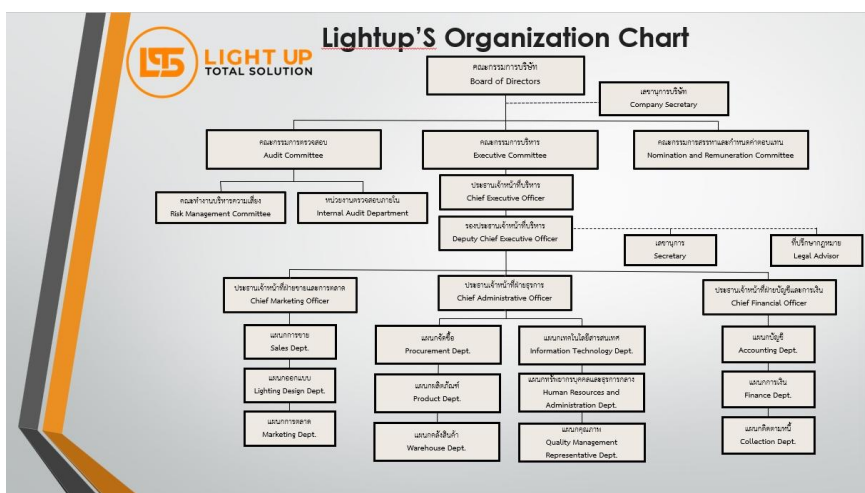 LTS
LIGHT UP
TOTAL SOLUTION
Lightup'S Organization Chart
คณะกรรมการบริษัท
Board of Directors
เลขานุการบริษัท
Company Secretary
คณะกรรมการตรวจสอบ
Audit Committee
คณะกรรมการบริหาร
Executive Committee
คณะกรรมการสรรหาและกำหนดค่าตอบแทน
Nomination and Remuneration Committee
คณะทำงานบริหารความเสี่ยง
Risk Management Committee
หน่วยงานตรวจสอบภายใน
Internal Audit Department
ประธานเจ้าหน้าที่บริหาร
Chief Executive Officer
รองประธานเจ้าหน้าที่บริหาร
Deputy Chief Executive Officer
เลขานุการ
Secretary
ที่ปรึกษากฎหมาย
Legal Advisor
ประธานเจ้าหน้าที่ฝ่ายขายและการตลาด
Chief Marketing Officer
ประธานเจ้าหน้าที่ฝ่ายธุรการ
Chief Administrative Officer
ประธานเจ้าหน้าที่ฝ่ายบัญชีและการเงิน
Chief Financial Officer
แผนกการขาย
Sales Dept.
แผนกออกแบบ
Lighting Design Dept.
แผนกการตลาด
Marketing Dept.
แผนกจัดซื้อ
Procurement Dept.
แผนกผลิตภัณฑ์
Product Dept.
แผนกคลังสินค้า
Warehouse Dept.
แผนกเทคโนโลยีสารสนเทศ
Information Technology Dept.
แผนกทรัพยากรบุคคลและธุรการกลาง
Human Resources and
Administration Dept.
แผนกคุณภาพ
Quality Management
Representative Dept.
แผนกบัญชี
Accounting Dept.
แผนกการเงิน
Finance Dept.
แผนกติดตามหนี้
Collection Dept.